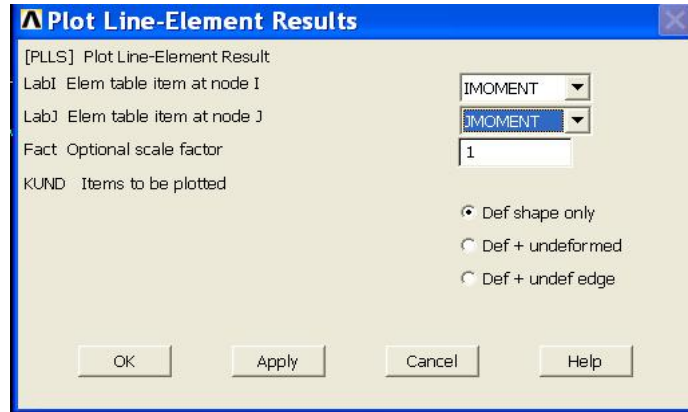 Plot Line-Element Results
[PLLS] Plot Line-Element Result
LabI Elem table item at node I IMOMENT
LabJ Elem table item at node J JMOMENT
Fact Optional scale factor 1
KUND Items to be plotted
Def shape only
Def + undeformed
Def + undef edge
OK Apply Cancel Help